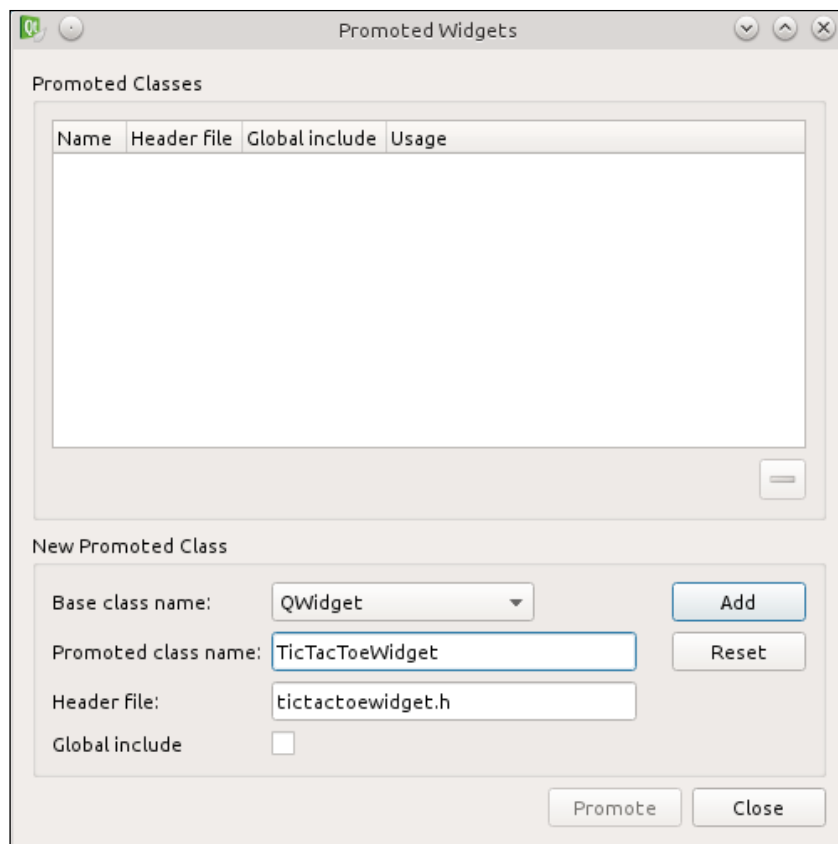 Qt
Promoted Widgets
Promoted Classes
Name Header file Global include Usage
New Promoted Class
Base class name: QWidget Add
Promoted class name: TicTacToeWidget Reset
Header file: tictactoewidget.h
Global include
Promote Close